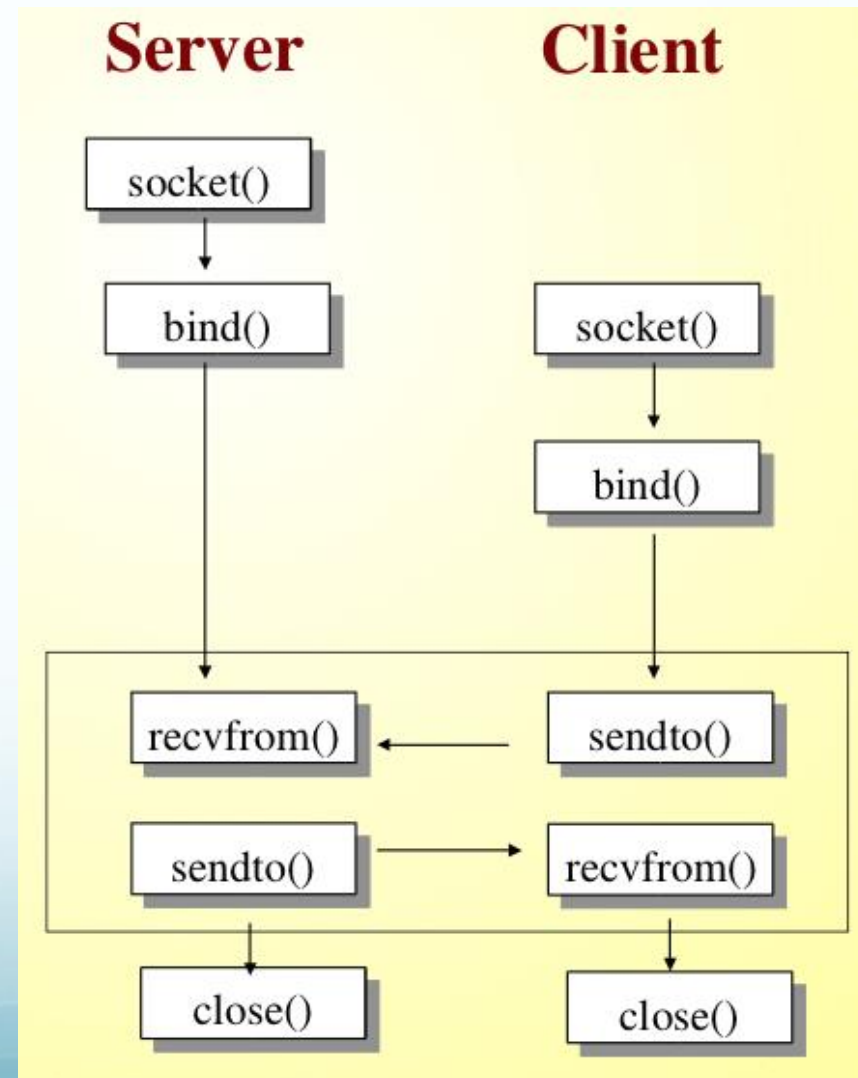 Server
Client
socket()
bind()
socket()
bind()
recvfrom()
sendto()
sendto()
recvfrom()
close()
close()